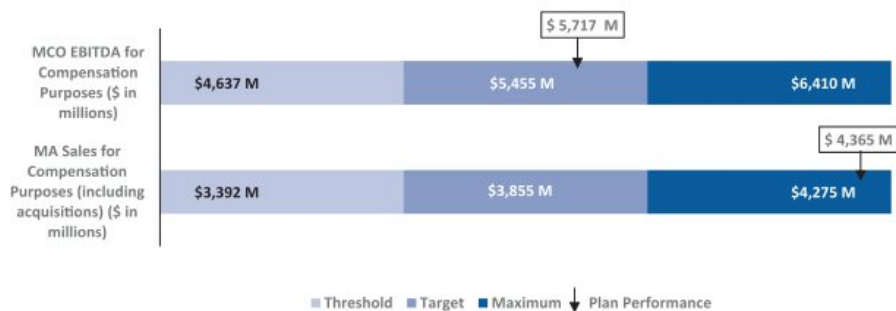 $ 5,717 M
MCO EBITDA for
Compensation
Purposes ($ in
millions)
$4,637 M
$5,455 M
$6,410 M
$ 4,365 M
MA Sales for
Compensation
Purposes (including
acquisitions) ($ in
millions)
$3,392 M
$3,855 M
$4,275 M
Threshold
Target
Maximum
Plan Performance